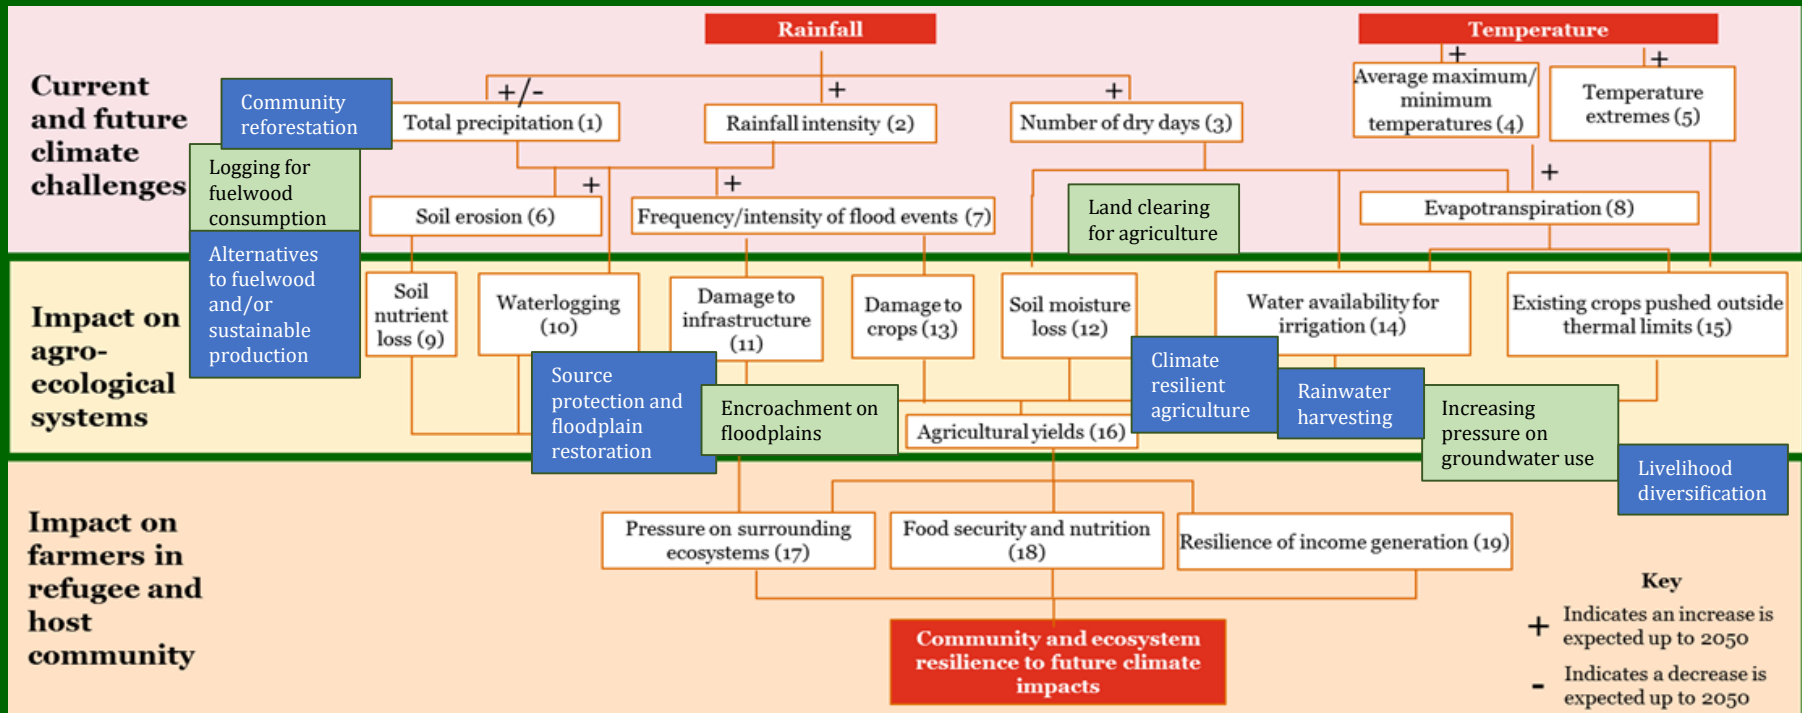 Rainfall
Temperature
Current
and future
climate
challenges
+/-
+
+
+
+
Community
reforestation
Total precipitation (1)
Rainfall intensity (2)
Number of dry days (3)
Average maximum/
minimum
temperatures (4)
Temperature
extremes (5)
Logging for
fuelwood
consumption
+
+
+
Soil erosion (6)
Frequency/intensity of flood events (7)
Land clearing
for agriculture
Evapotranspiration (8)
Impact on
agro-
ecological
systems
Alternatives
to fuelwood
and/or
sustainable
production
Soil
nutrient
loss (9)
Waterlogging
(10)
Damage to
infrastructure
(11)
Damage to
crops (13)
Soil moisture
loss (12)
Water availability for
irrigation (14)
Existing crops pushed outside
thermal limits (15)
Source
protection and
floodplain
restoration
Encroachment on
floodplains
Agricultural yields (16)
Climate
resilient
agriculture
Rainwater
harvesting
Increasing
pressure on
groundwater use
Livelihood
diversification
Impact on
farmers in
refugee and
host
community
Pressure on surrounding
ecosystems (17)
Food security and nutrition
(18)
Resilience of income generation (19)
Community and ecosystem
resilience to future climate
impacts
Key
+ Indicates an increase is
expected up to 2050
- Indicates a decrease is
expected up to 2050